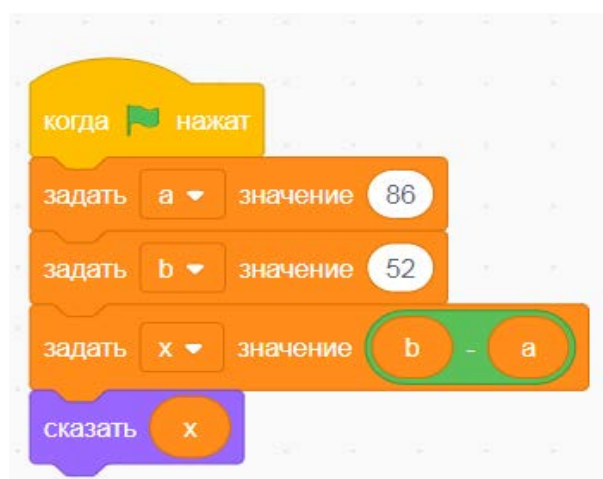 когда нажат
задать a значение 86
задать b значение 52
задать x значение b - a
сказать x